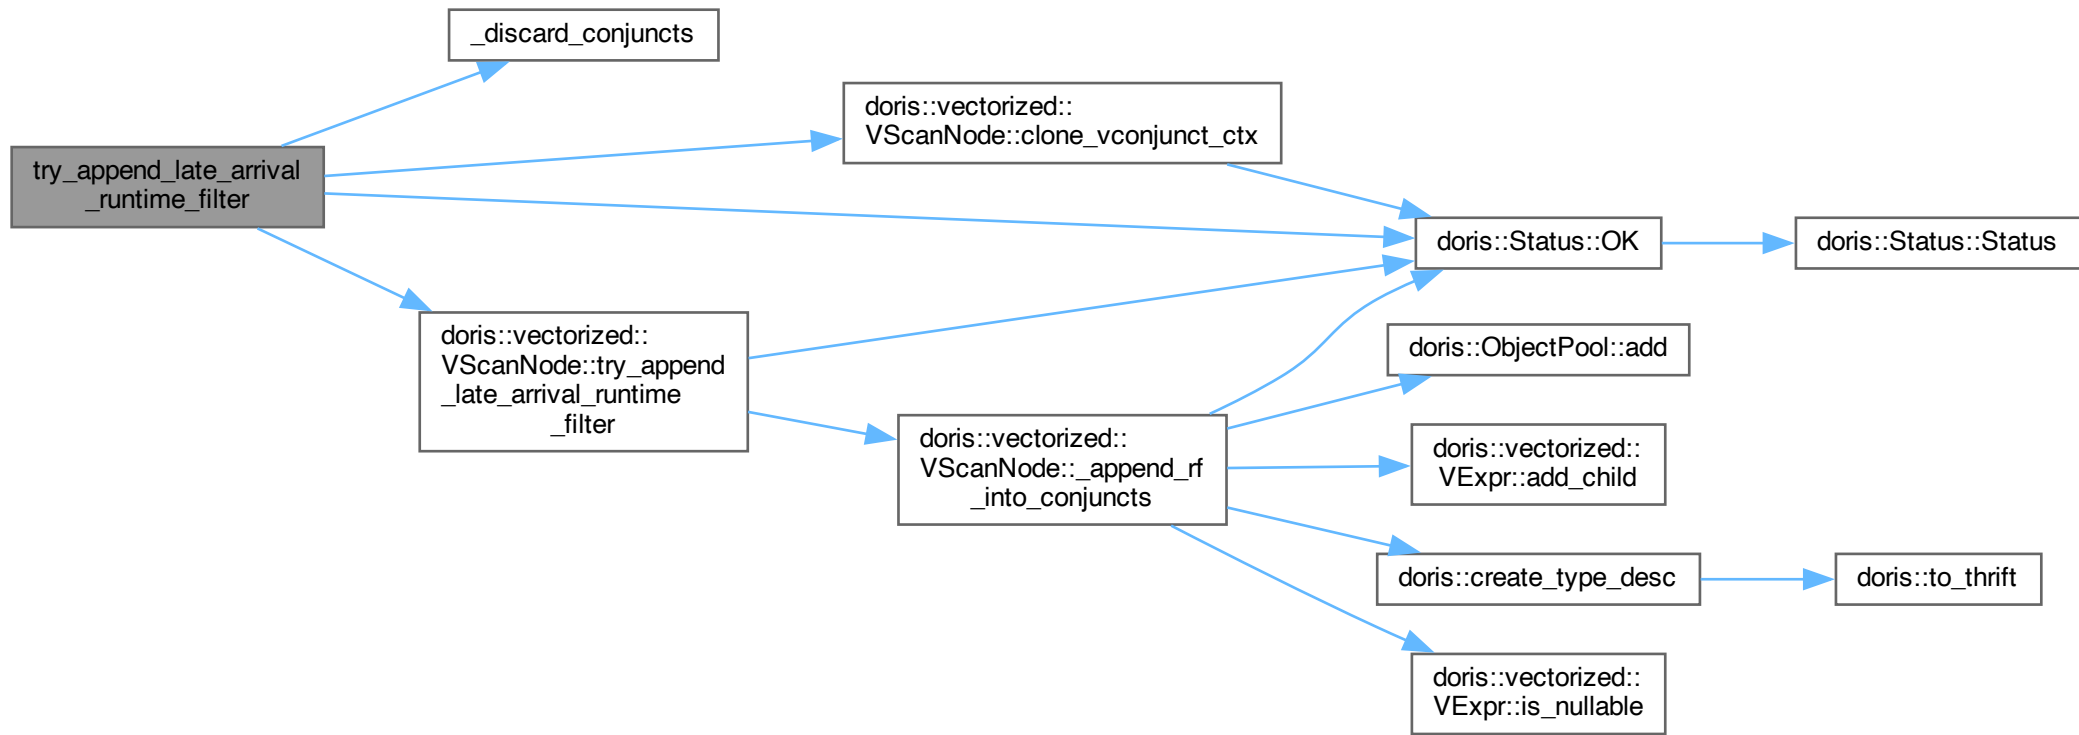 _discard_conjuncts
doris::vectorized::
VScanNode::clone_vconjunct_ctx
try_append_late_arrival
_runtime_filter
doris::Status::OK
doris::Status::Status
doris::vectorized::
VScanNode::try_append
_late_arrival_runtime
_filter
doris::ObjectPool::add
doris::vectorized::
VScanNode::_append_rf
_into_conjuncts
doris::vectorized::
VExpr::add_child
doris::create_type_desc
doris::to_thrift
doris::vectorized::
VExpr::is_nullable